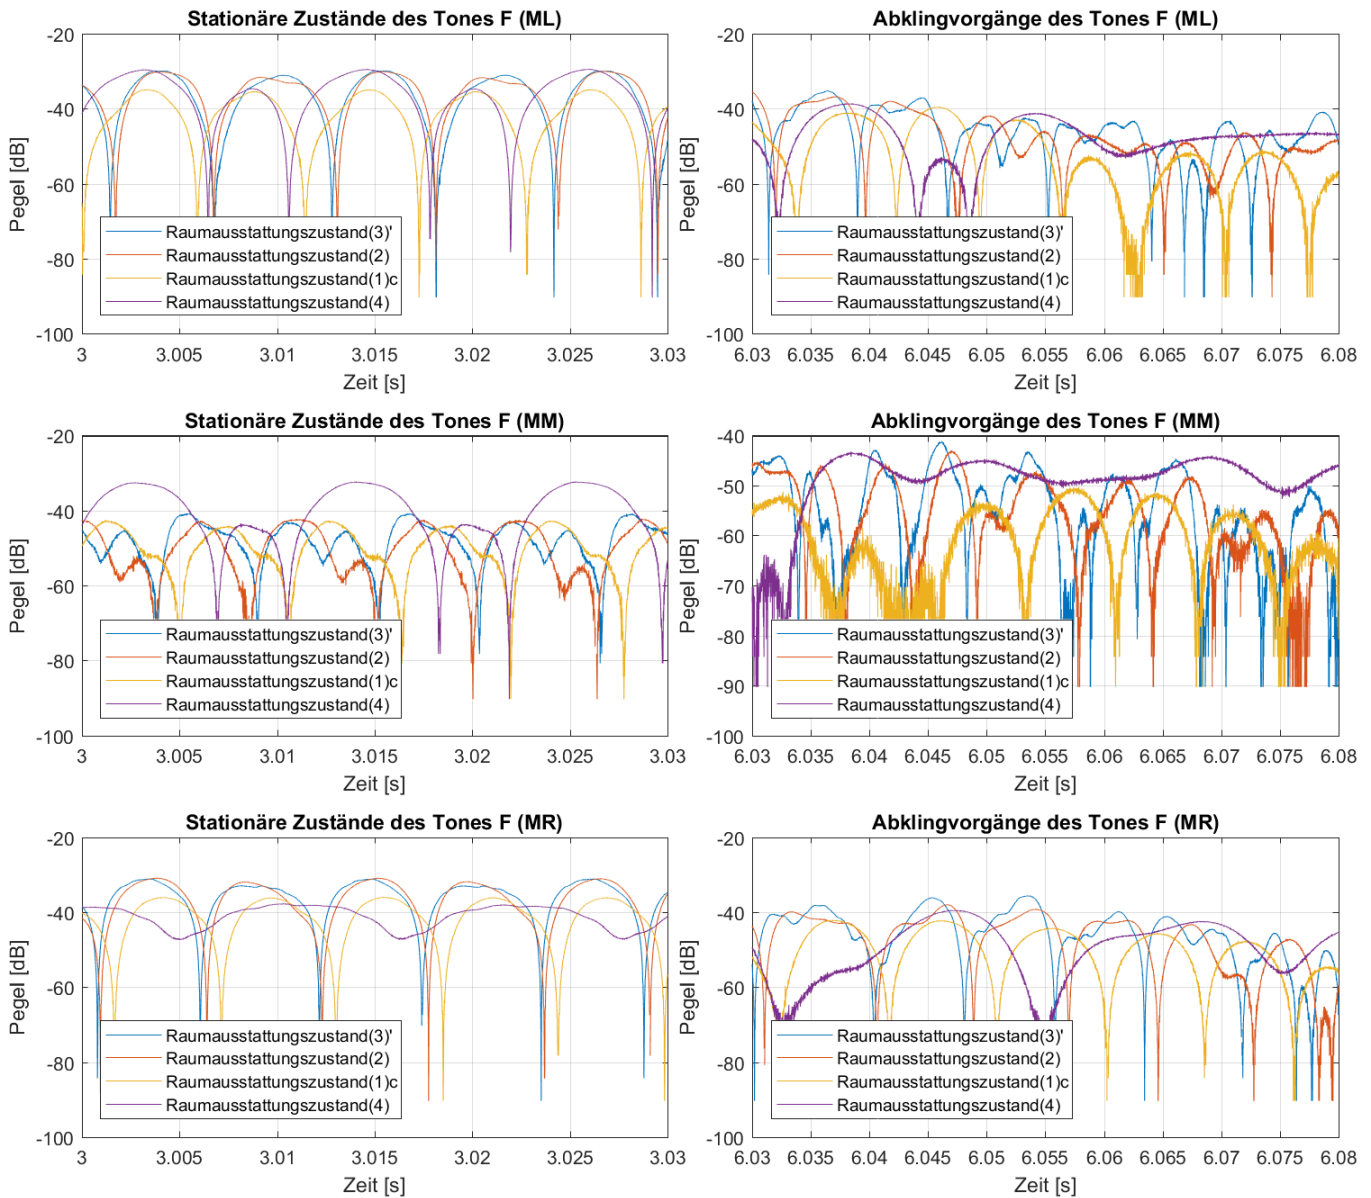 Stationäre Zustände des Tones F (ML)
-20
-40
-60
-80
-100
Pegel [dB]
Raumausstattungszustand(3)'
Raumausstattungszustand(2)
Raumausstattungszustand(1)c
Raumausstattungszustand(4)
3 3.005 3.01 3.015 3.02 3.025 3.03
Zeit [s]
Abklingvorgänge des Tones F (ML)
-20
-40
-60
-80
-100
Pegel [dB]
Raumausstattungszustand(3)'
Raumausstattungszustand(2)
Raumausstattungszustand(1)c
Raumausstattungszustand(4)
6.03 6.035 6.04 6.045 6.05 6.055 6.06 6.065 6.07 6.075 6.08
Zeit [s]
Stationäre Zustände des Tones F (MM)
-20
-40
-60
-80
-100
Pegel [dB]
Raumausstattungszustand(3)'
Raumausstattungszustand(2)
Raumausstattungszustand(1)c
Raumausstattungszustand(4)
3 3.005 3.01 3.015 3.02 3.025 3.03
Zeit [s]
Abklingvorgänge des Tones F (MM)
-40
-50
-60
-70
-80
-90
-100
Pegel [dB]
Raumausstattungszustand(3)'
Raumausstattungszustand(2)
Raumausstattungszustand(1)c
Raumausstattungszustand(4)
6.03 6.035 6.04 6.045 6.05 6.055 6.06 6.065 6.07 6.075 6.08
Zeit [s]
Stationäre Zustände des Tones F (MR)
-20
-40
-60
-80
-100
Pegel [dB]
Raumausstattungszustand(3)'
Raumausstattungszustand(2)
Raumausstattungszustand(1)c
Raumausstattungszustand(4)
3 3.005 3.01 3.015 3.02 3.025 3.03
Zeit [s]
Abklingvorgänge des Tones F (MR)
-20
-40
-60
-80
-100
Pegel [dB]
Raumausstattungszustand(3)'
Raumausstattungszustand(2)
Raumausstattungszustand(1)c
Raumausstattungszustand(4)
6.03 6.035 6.04 6.045 6.05 6.055 6.06 6.065 6.07 6.075 6.08
Zeit [s]